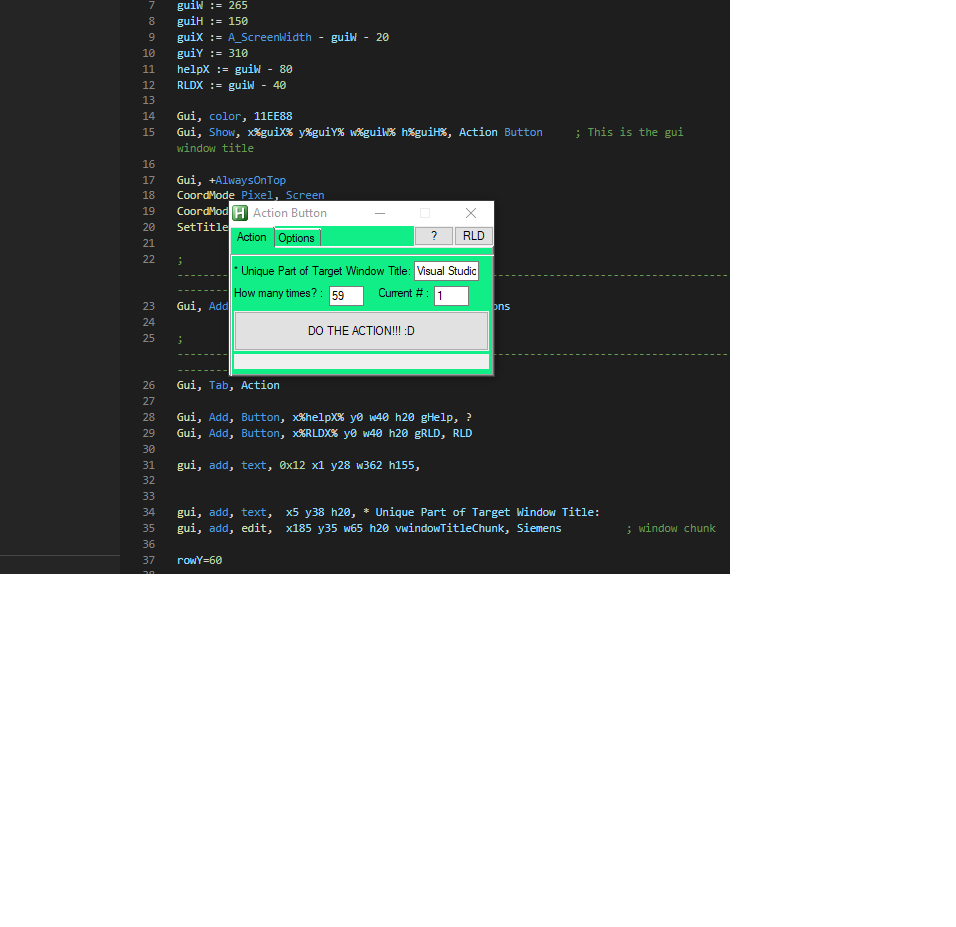 7 guiW := 265
8 guiH := 150
9 guiX := A_ScreenWidth - guiW - 20
10 guiY := 310
11 helpX := guiW - 80
12 RLDX := guiW - 40
13
14 Gui, color, 11EE88
15 Gui, Show, x%guiX% y%guiY% w%guiW% h%guiH%, Action Button ; This is the gui
window title
16
17 Gui, +AlwaysOnTop
18 CoordMode Pixel, Screen
19 CoordMod
20 SetTitle
21
22 ;
23 Gui, Add ons
24
25 ;
26 Gui, Tab, Action
27
28 Gui, Add, Button, x%helpX% y0 w40 h20 gHelp, ?
29 Gui, Add, Button, x%RLDX% y0 w40 h20 gRLD, RLD
30
31 gui, add, text, 0x12 x1 y28 w362 h155,
32
33
34 gui, add, text, x5 y38 h20, * Unique Part of Target Window Title:
35 gui, add, edit, x185 y35 w65 h20 vwindowTitleChunk, Siemens ; window chunk
36
37 rowY=60
H Action Button
Action Options ? RLD
* Unique Part of Target Window Title: Visual Studic
How many times? : 59 Current # : 1
DO THE ACTION!!! :D